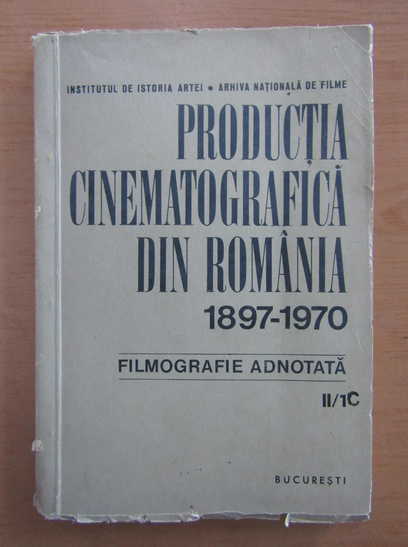 INSTITUTUL DE ISTORIA ARTEI • ARHIVA NAȚIONALĂ DE FILME
PRODUCȚIA
CINEMATOGRAFICĂ
DIN ROMÂNIA
1897-1970
FILMOGRAFIE ADNOTATĂ
II/1C
BUCUREȘTI